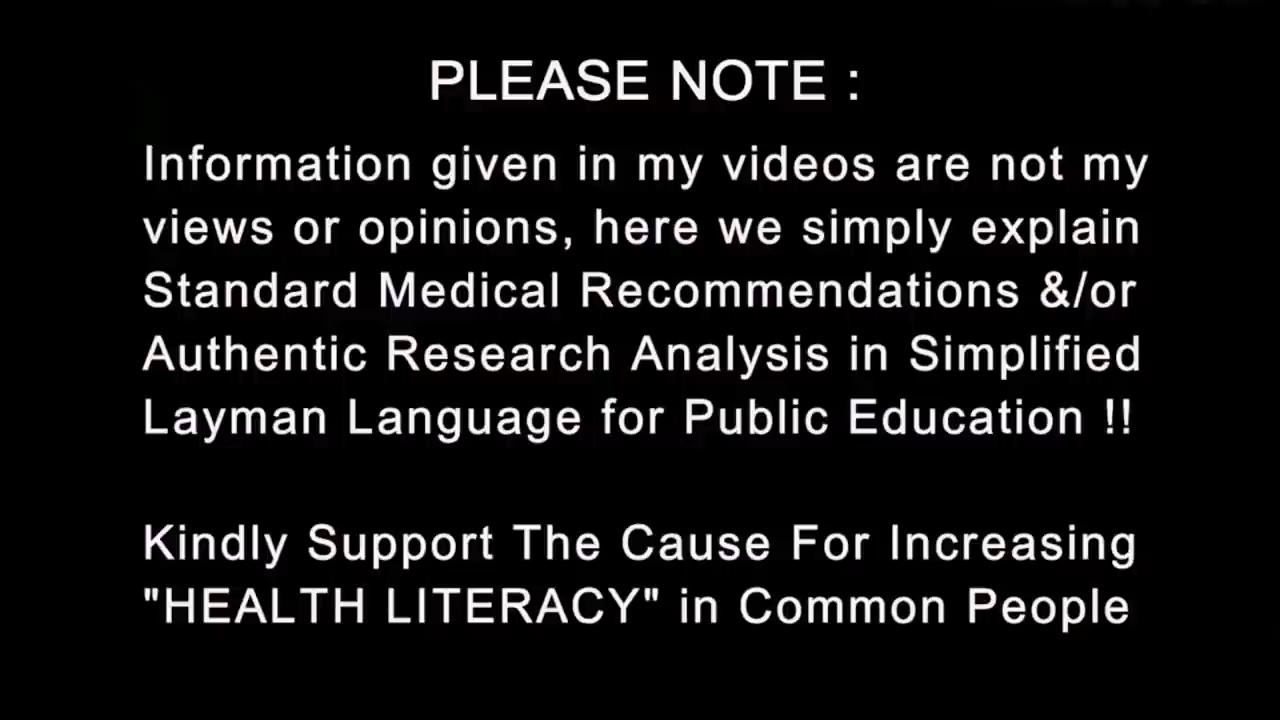 PLEASE NOTE :
Information given in my videos are not my
views or opinions, here we simply explain
Standard Medical Recommendations &/or
Authentic Research Analysis in Simplified
Layman Language for Public Education !!
Kindly Support The Cause For Increasing
"HEALTH LITERACY" in Common People